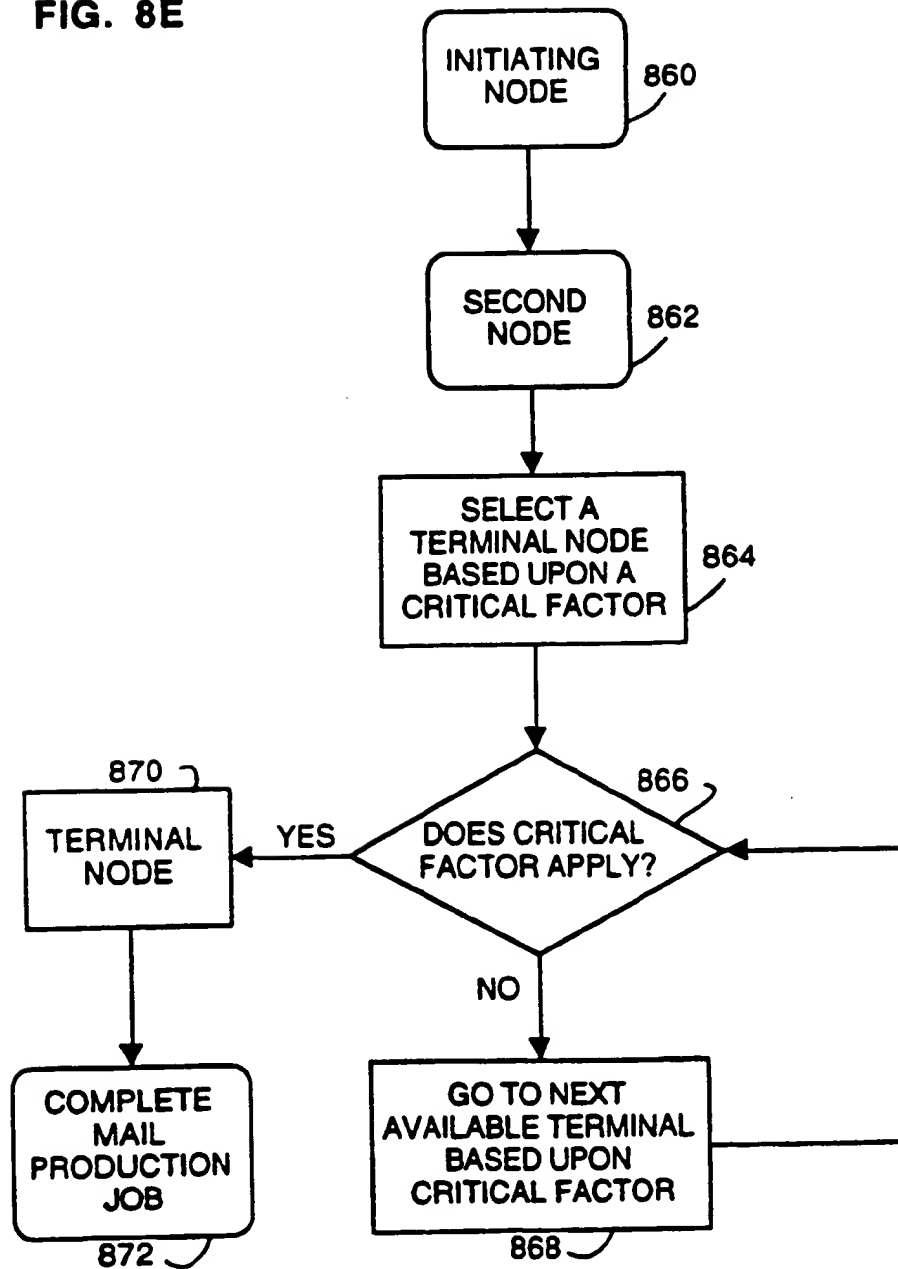 FIG. 8E
INITIATING
NODE
860
SECOND
NODE
862
SELECT A
TERMINAL NODE
BASED UPON A
CRITICAL FACTOR
864
866
DOES CRITICAL
FACTOR APPLY?
YES
870
TERMINAL
NODE
NO
COMPLETE
MAIL
PRODUCTION
JOB
872
GO TO NEXT
AVAILABLE TERMINAL
BASED UPON
CRITICAL FACTOR
868